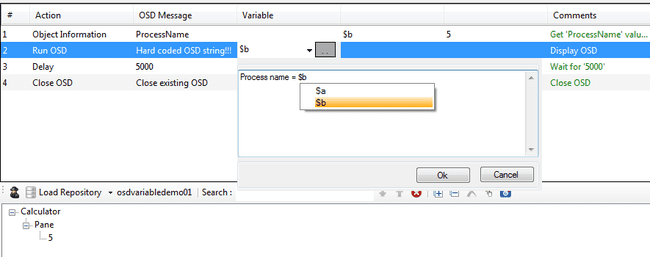 # Action OSD Message Variable Comments
1 Object Information ProcessName $b 5 Get 'ProcessName' valu...
2 Run OSD Hard coded OSD string!!! $b .. Display OSD
3 Delay 5000 Wait for '5000'
Process name = $b
$a
4 Close OSD Close existing OSD Close OSD
$b
Ok Cancel
Load Repository osdvariabledemo01 Search :
Calculator
Pane
5